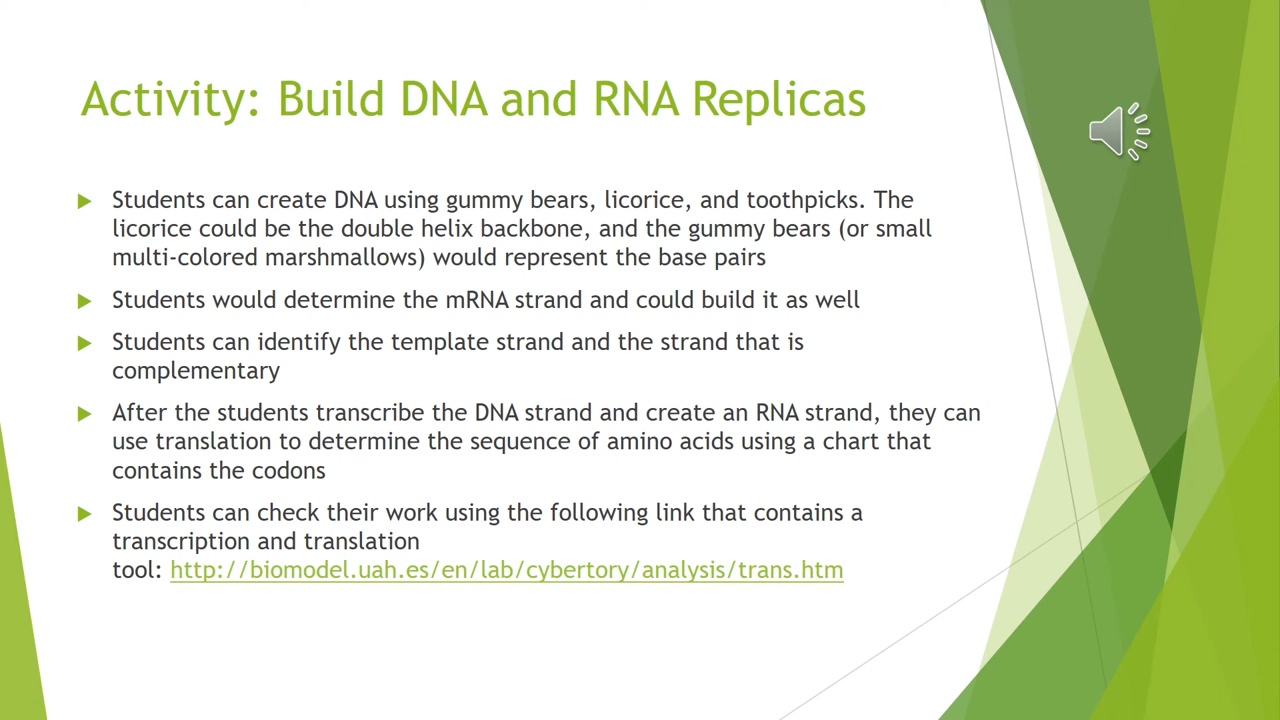 Activity: Build DNA and RNA Replicas
Students can create DNA using gummy bears, licorice, and toothpicks. The
licorice could be the double helix backbone, and the gummy bears (or small
multi-colored marshmallows) would represent the base pairs
Students would determine the mRNA strand and could build it as well
Students can identify the template strand and the strand that is
complementary
After the students transcribe the DNA strand and create an RNA strand, they can
use translation to determine the sequence of amino acids using a chart that
contains the codons
Students can check their work using the following link that contains a
transcription and translation
tool: http://biomodel.uah.es/en/lab/cybertory/analysis/trans.htm